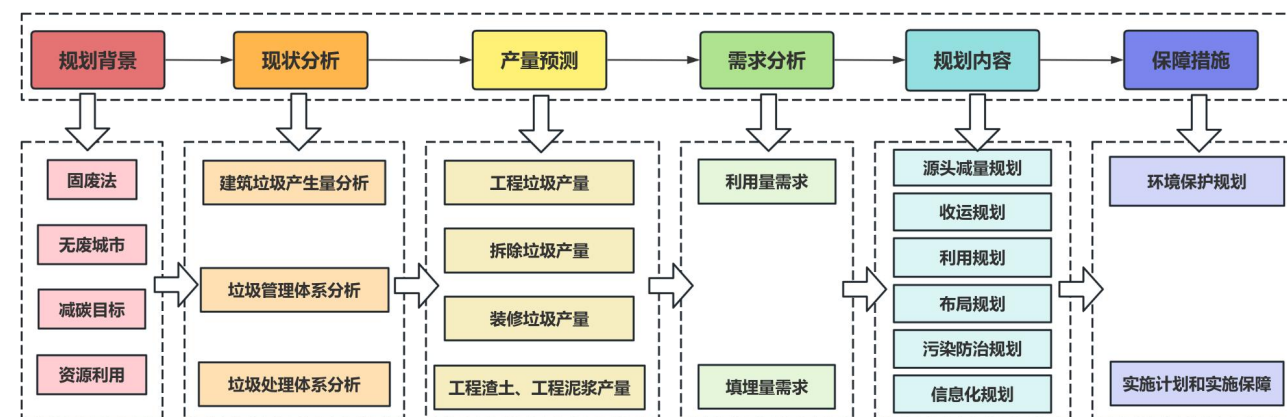 规划背景
现状分析
产量预测
需求分析
规划内容
保障措施
固废法
无废城市
减碳目标
资源利用
建筑垃圾产生量分析
垃圾管理体系分析
垃圾处理体系分析
工程垃圾产量
拆除垃圾产量
装修垃圾产量
工程渣土、工程泥浆产量
利用量需求
填埋量需求
源头减量规划
收运规划
利用规划
布局规划
污染防治规划
信息化规划
环境保护规划
实施计划和实施保障